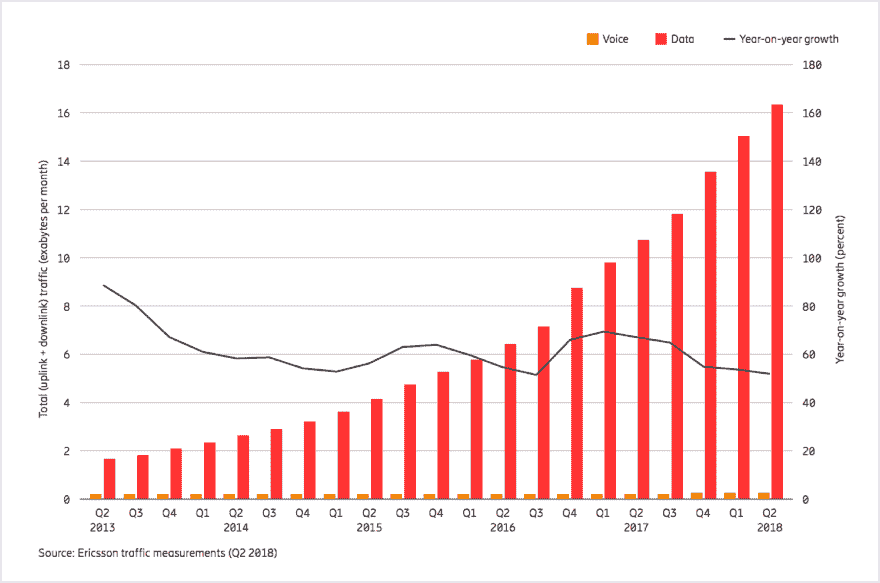 Voice Data Year-on-year growth
18 180
16 160
14 140
12 120
10 100
8 80
6 60
4 40
2 20
0 0
Total (uplink + downlink) traffic (exabytes per month)
Year-on-year growth (percent)
Q2 Q3 Q4 Q1 Q2 Q3 Q4 Q1 Q2 Q3 Q4 Q1 Q2 Q3 Q4 Q1 Q2 Q3 Q4 Q1 Q2
2013 2014 2015 2016 2017 2018
Source: Ericsson traffic measurements (Q2 2018)